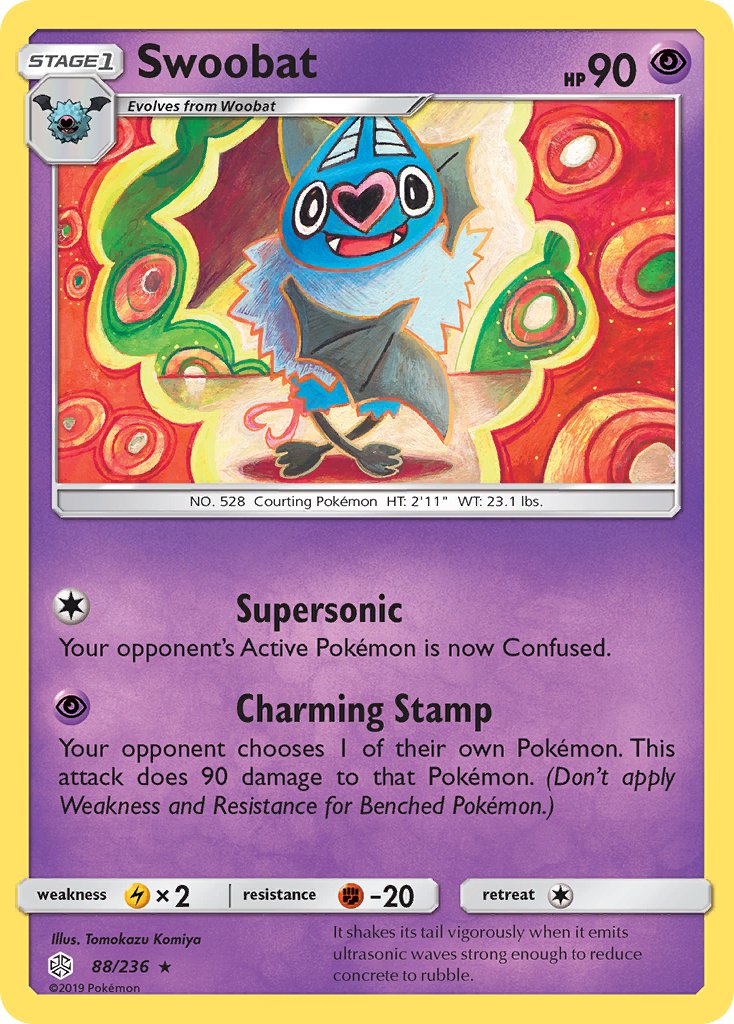 STAGE1
Swoobat
HP90
Evolves from Woobat
NO. 528 Courting Pokémon HT: 2'11" WT: 23.1 lbs.
Supersonic
Your opponent's Active Pokémon is now Confused.
Charming Stamp
Your opponent chooses 1 of their own Pokémon. This
attack does 90 damage to that Pokémon. (Don't apply
Weakness and Resistance for Benched Pokémon.)
weakness ×2 resistance -20 retreat
Illus. Tomokazu Komiya
88/236 ★
©2019 Pokémon
It shakes its tail vigorously when it emits
ultrasonic waves strong enough to reduce
concrete to rubble.